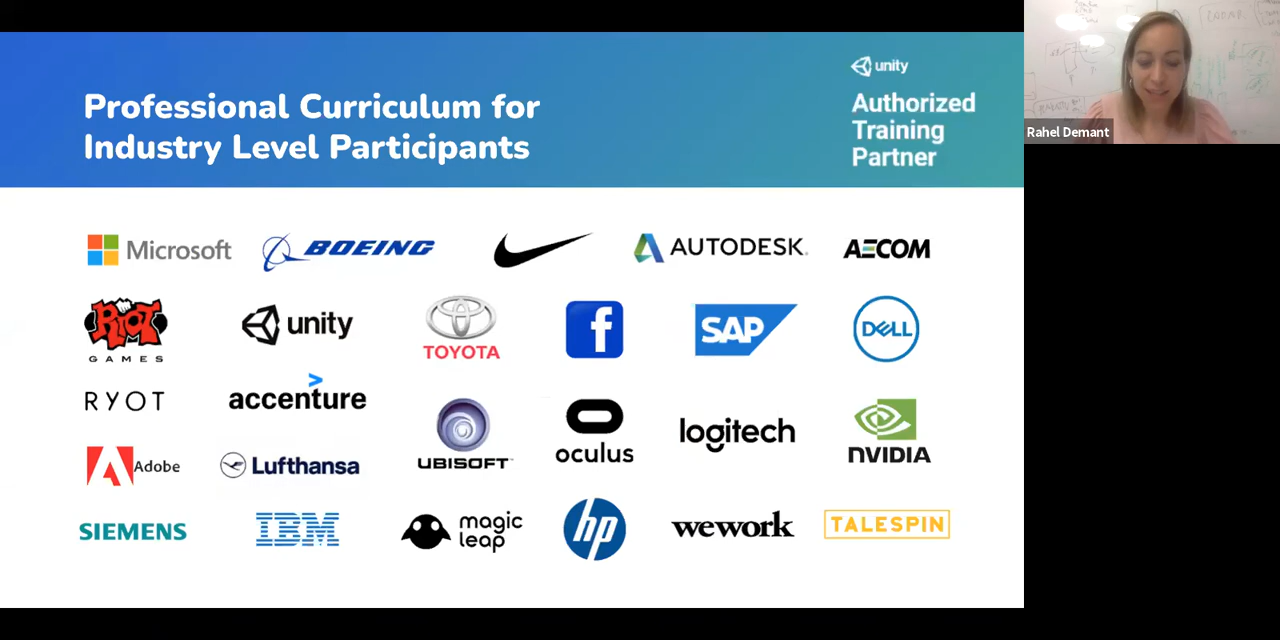 Professional Curriculum for
Industry Level Participants
unity
Authorized
Training
Partner
Rahel Demant
Microsoft
BOEING
AUTODESK.
AECOM
RIOT
GAMES
unity
TOYOTA
f
SAP
DELL
RYOT
accenture
UBISOFT
oculus
logitech
NVIDIA
Adobe
Lufthansa
SIEMENS
IBM
magic
leap
hp
wework
TALESPIN